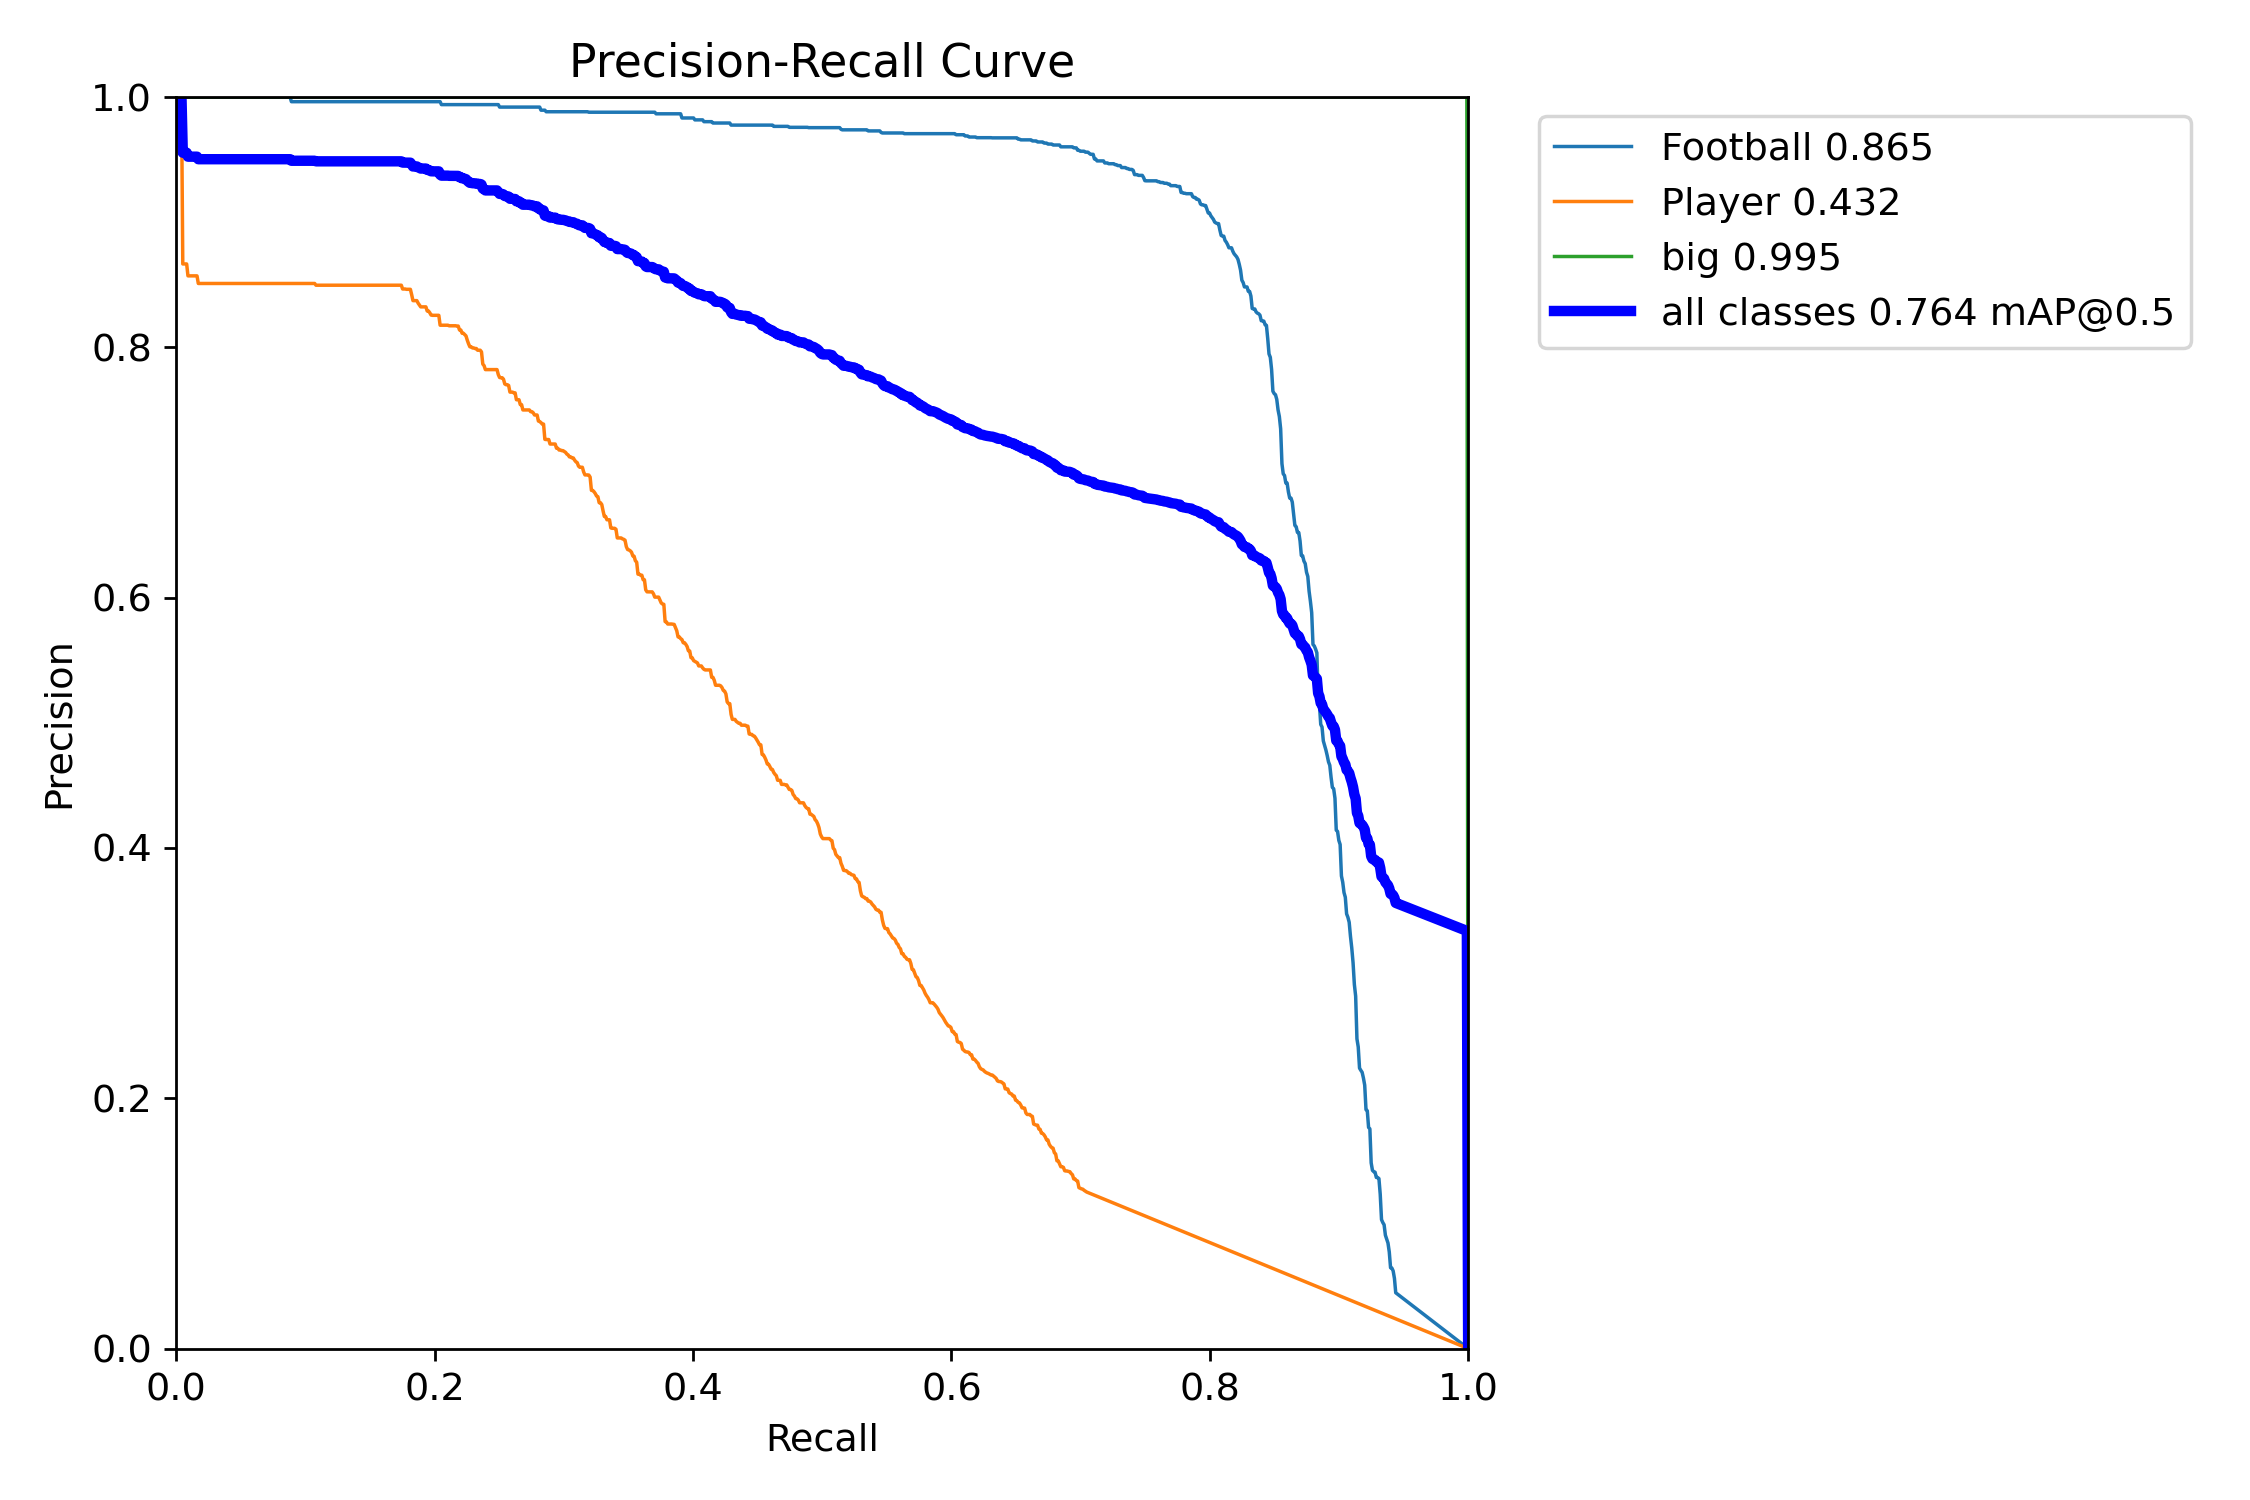 Precision-Recall Curve
1.0
0.8
0.6
0.4
0.2
0.0
Precision
0.0 0.2 0.4 0.6 0.8 1.0
Recall
Football 0.865
Player 0.432
big 0.995
all classes 0.764 mAP@0.5